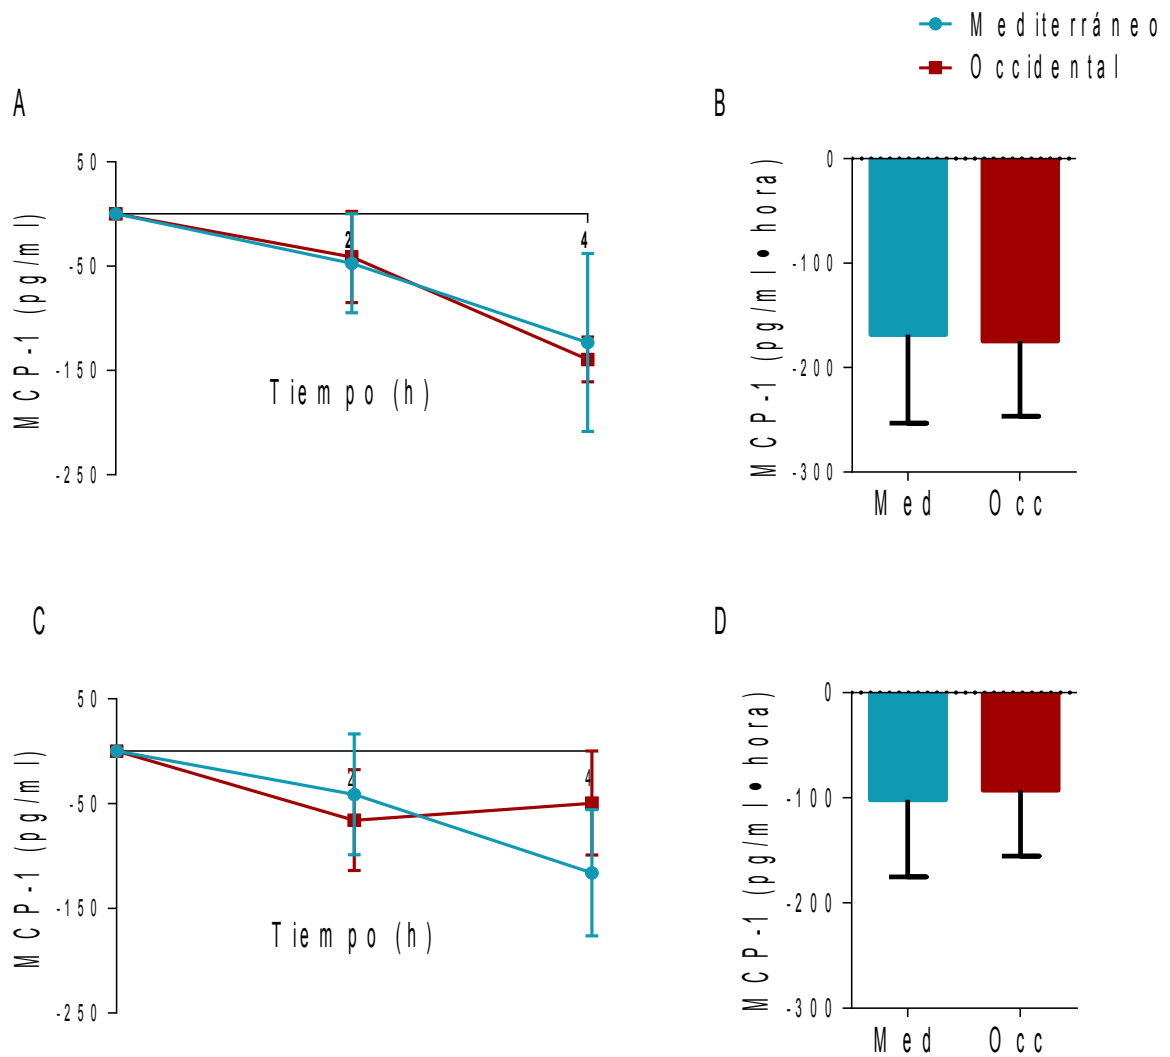 Mediterráneo
Occidental
A
MCP-1 (pg/ml)
50
-50
-150
-250
2
4
Tiempo (h)
B
MCP-1 (pg/ml•hora)
0
-100
-200
-300
Med
Occ
C
MCP-1 (pg/ml)
50
-50
-150
-250
2
4
Tiempo (h)
D
MCP-1 (pg/ml•hora)
0
-100
-200
-300
Med
Occ